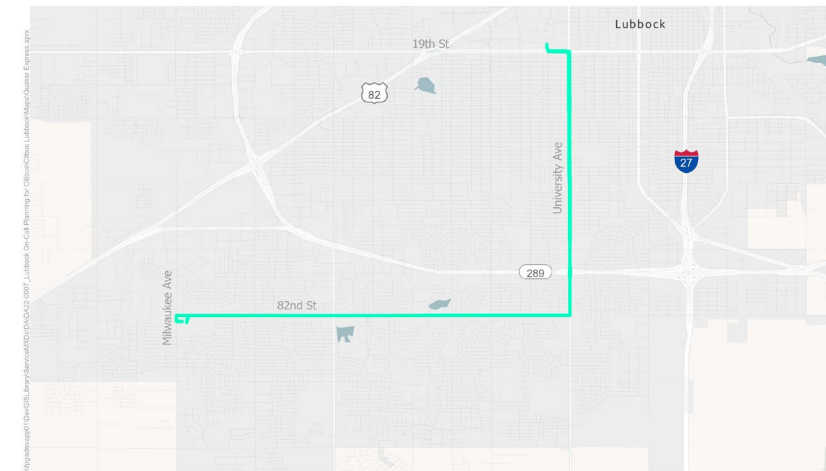 Lubbock
19th St
82
27
University Ave
289
Milwaukee Ave
82nd St